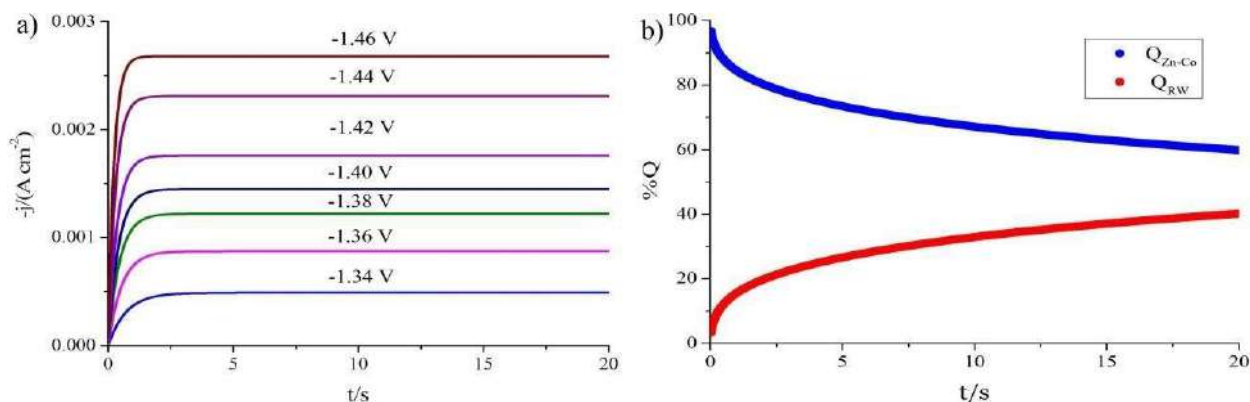 a)
-j/(A cm⁻²)
0.003
0.002
0.001
0.000
-1.46 V
-1.44 V
-1.42 V
-1.40 V
-1.38 V
-1.36 V
-1.34 V
0 5 10 15 20
t/s
b)
%Q
100
80
60
40
20
0
Q_Zn-Co
Q_RW
0 5 10 15 20
t/s